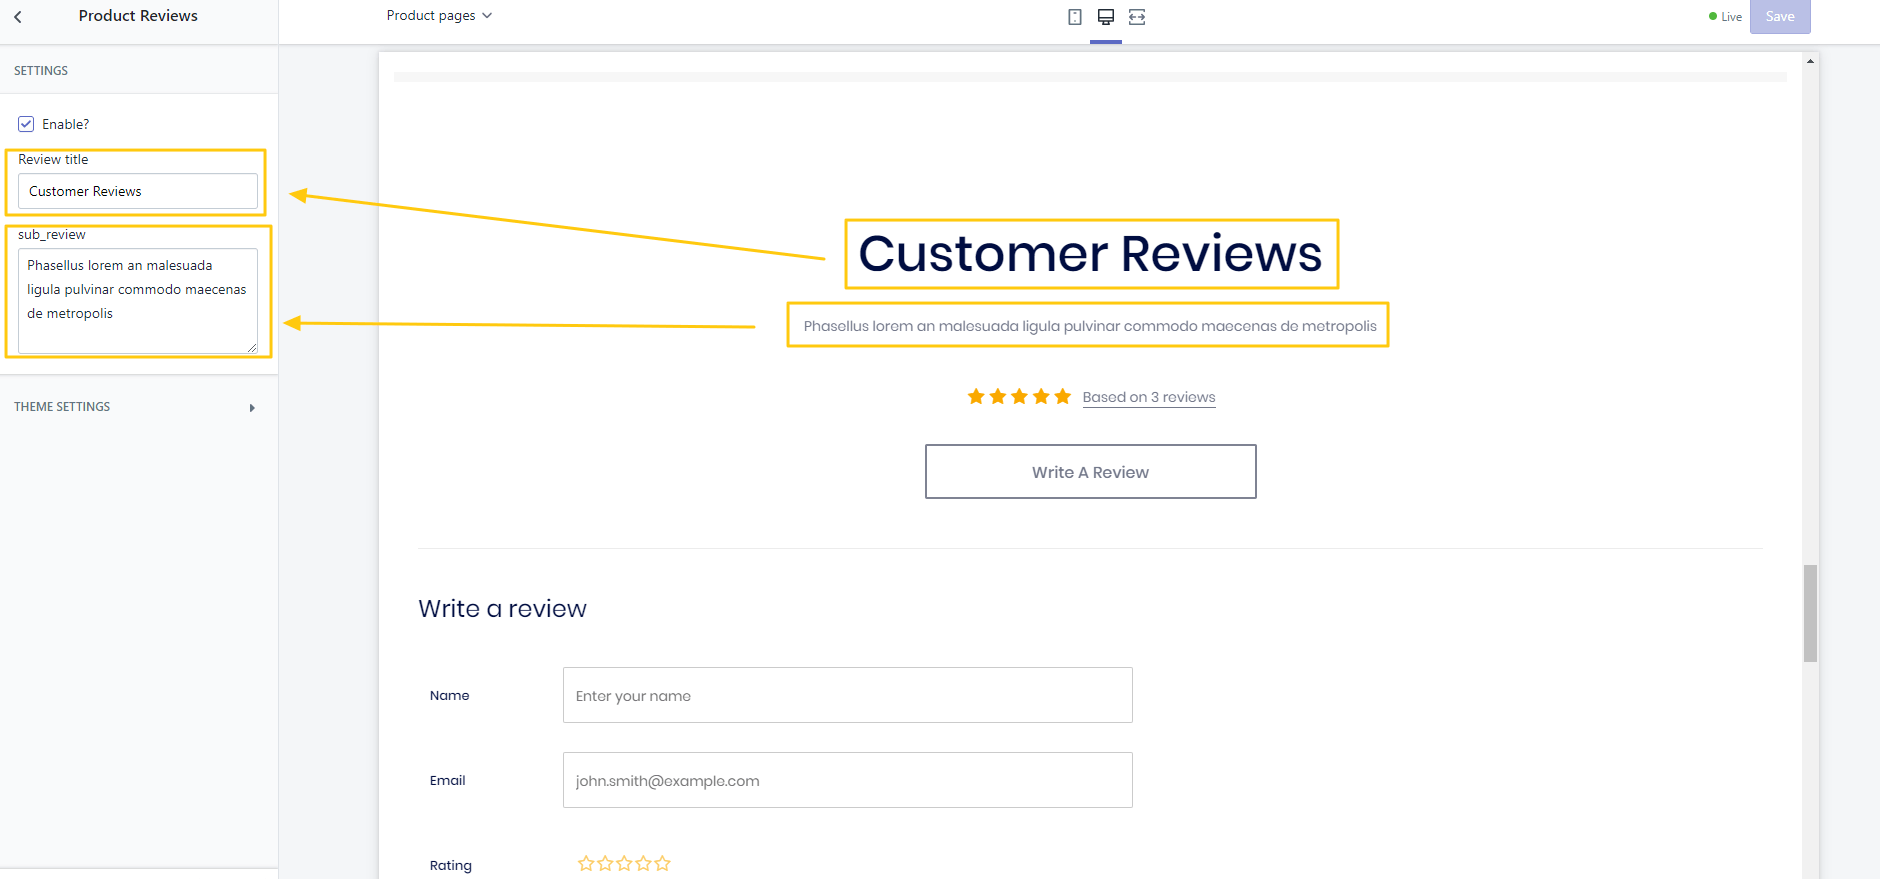 Product Reviews
Product pages
Live
Save
SETTINGS
Enable?
Review title
Customer Reviews
sub_review
Phasellus lorem an malesuada
ligula pulvinar commodo maecenas
de metropolis
THEME SETTINGS
Customer Reviews
Phasellus lorem an malesuada ligula pulvinar commodo maecenas de metropolis
Based on 3 reviews
Write A Review
Write a review
Name
Enter your name
Email
john.smith@example.com
Rating